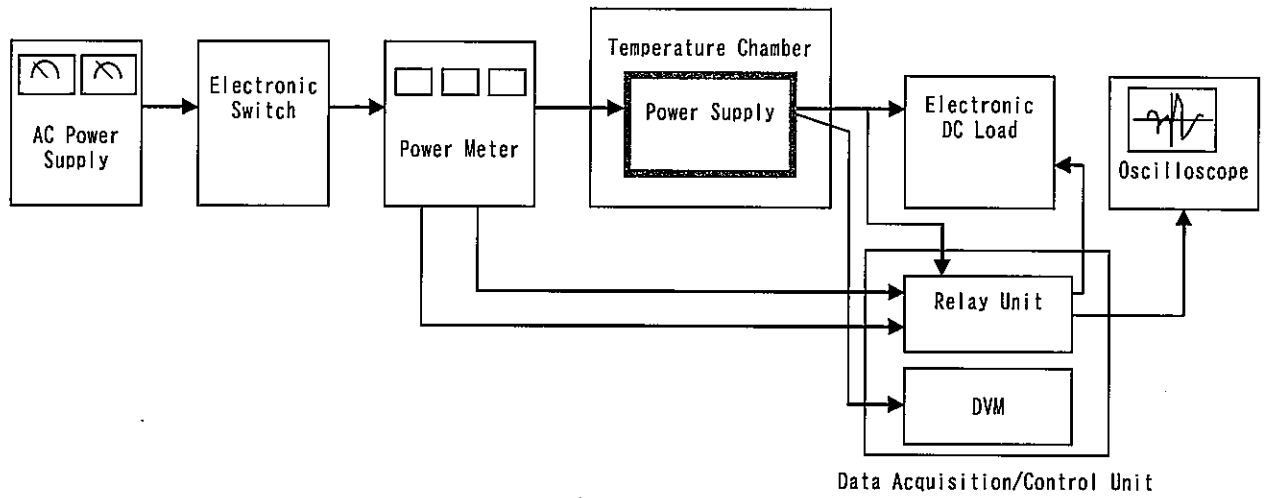 AC Power
Supply
Electronic
Switch
Power Meter
Temperature Chamber
Power Supply
Electronic
DC Load
Oscilloscope
Relay Unit
DVM
Data Acquisition/Control Unit